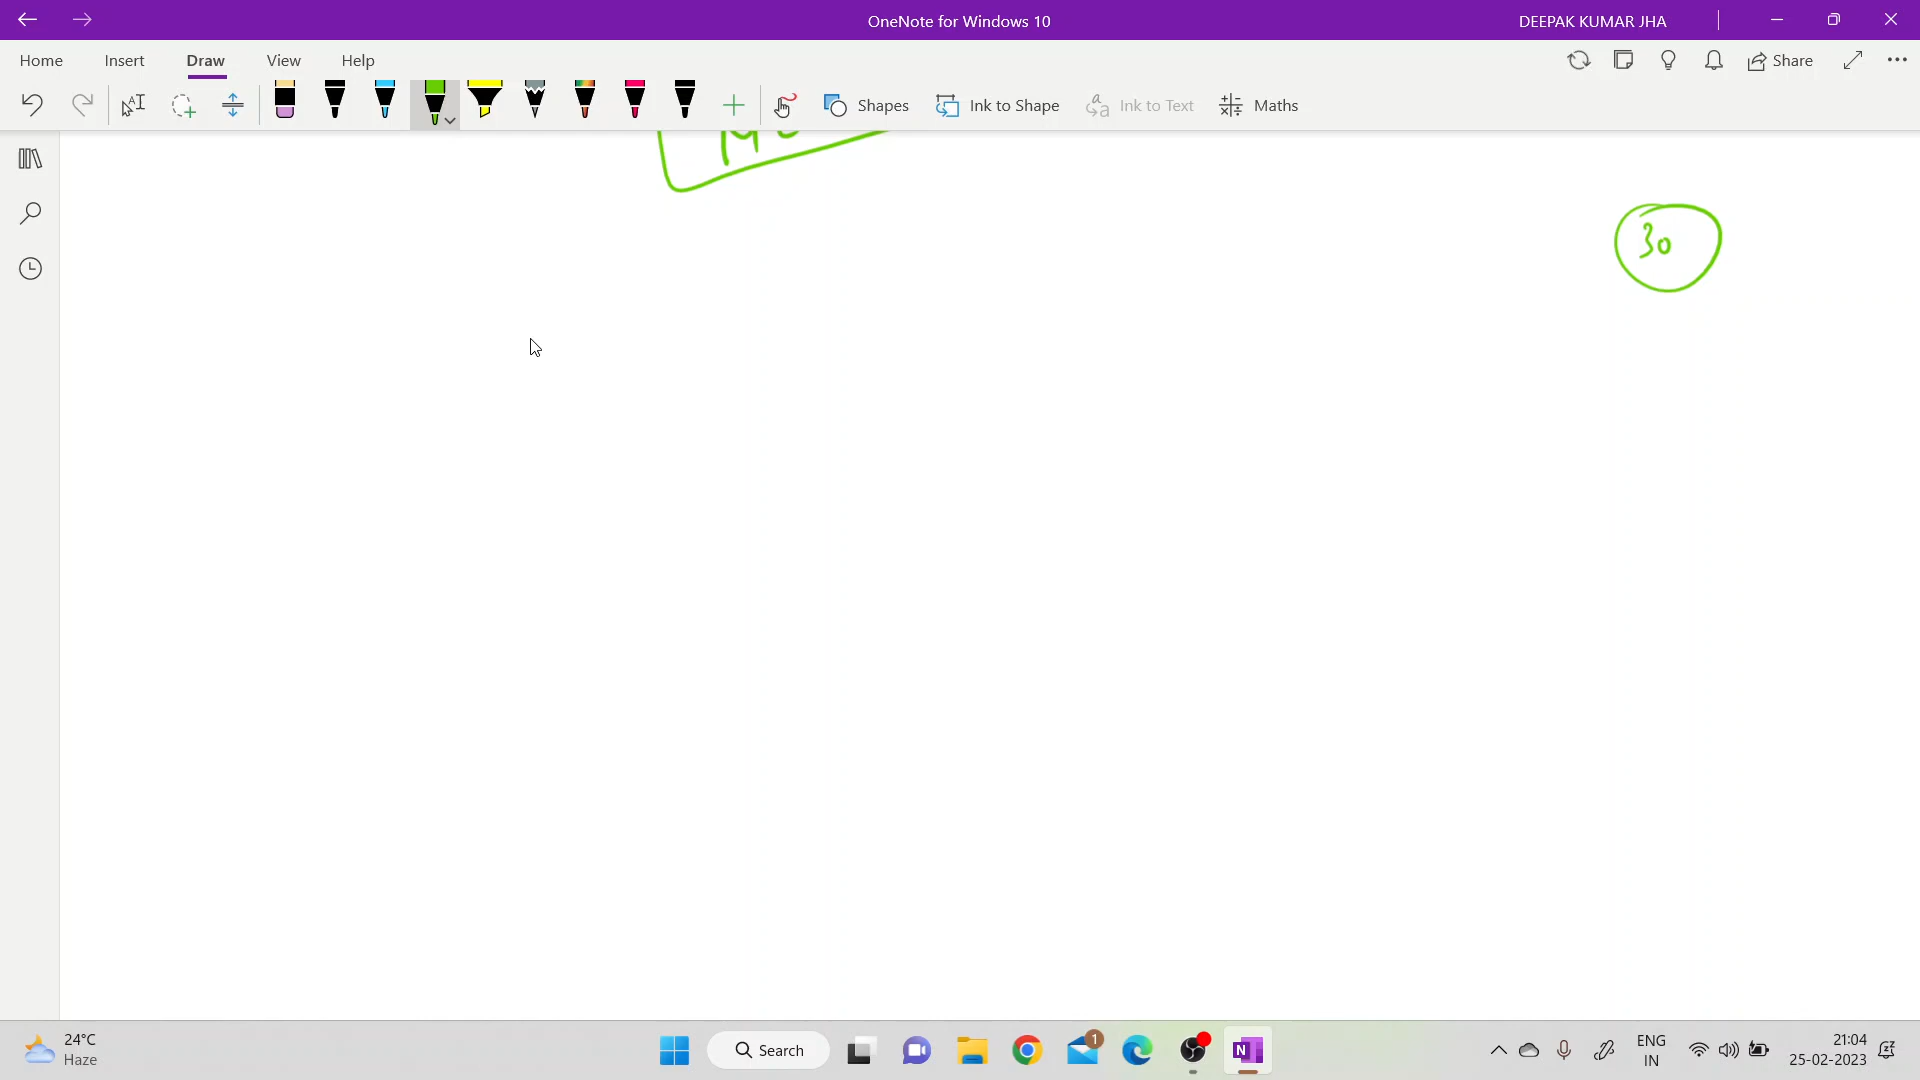 OneNote for Windows 10
DEEPAK KUMAR JHA
Home Insert Draw View Help
Share
Shapes
Ink to Shape
Ink to Text
Maths
30
24°C
Haze
Search
1
ENG
IN
21:04
25-02-2023